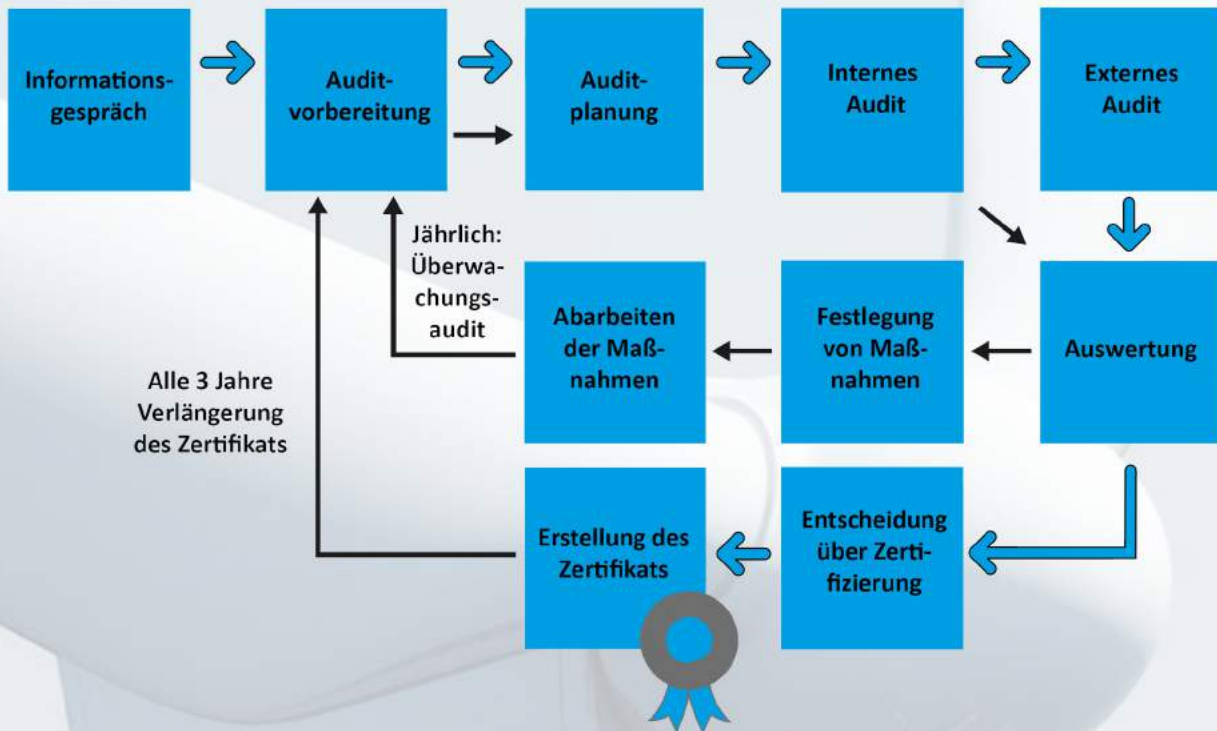 Informations-
gespräch
Audit-
vorbereitung
Audit-
planung
Internes
Audit
Externes
Audit
Jährlich:
Überwa-
chungs-
audit
Abarbeiten
der Maß-
nahmen
Festlegung
von Maß-
nahmen
Auswertung
Alle 3 Jahre
Verlängerung
des Zertifikats
Erstellung des
Zertifikats
Entscheidung
über Zerti-
fizierung